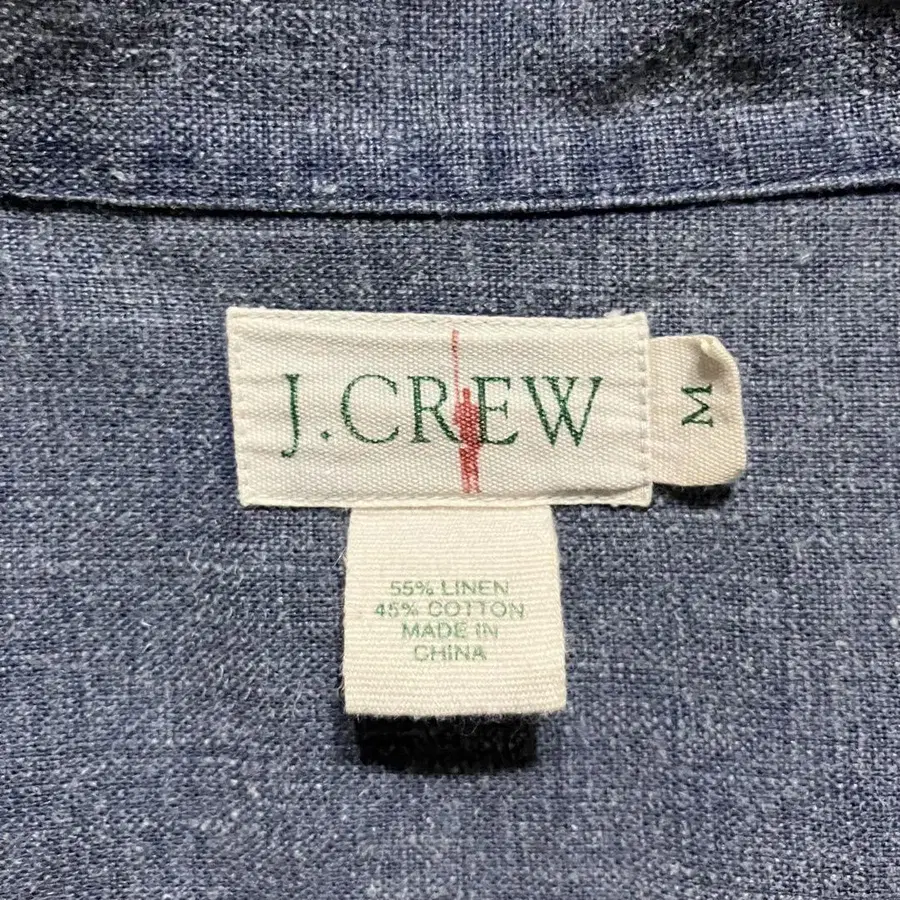 J.CREW
M
55% LINEN
45% COTTON
MADE IN
CHINA